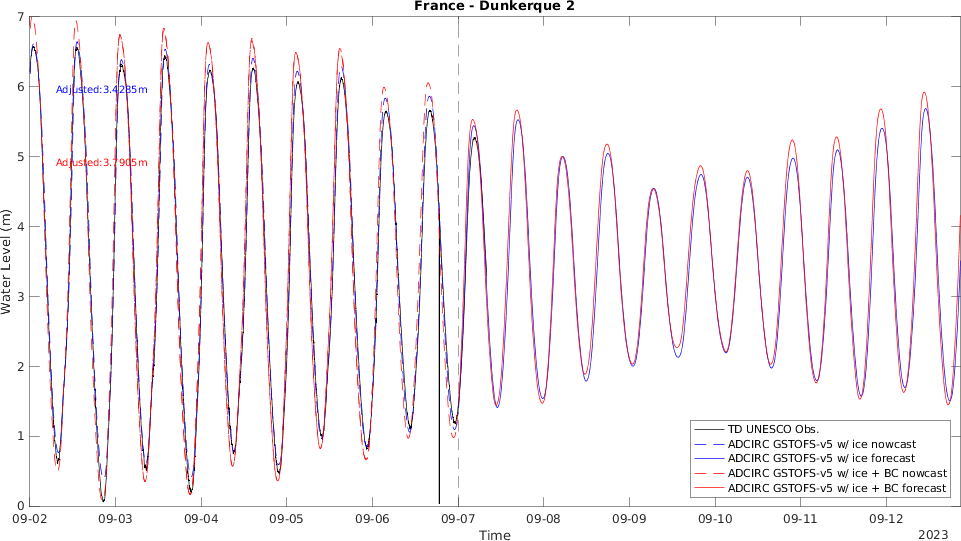 France - Dunkerque 2
7
6
5
4
3
2
1
0
Water Level (m)
Adjusted:3.4285m
Adjusted:3.7905m
TD UNESCO Obs.
ADCIRC GSTOFS-v5 w/ ice nowcast
ADCIRC GSTOFS-v5 w/ ice forecast
ADCIRC GSTOFS-v5 w/ ice + BC nowcast
ADCIRC GSTOFS-v5 w/ ice + BC forecast
09-02 09-03 09-04 09-05 09-06 09-07 09-08 09-09 09-10 09-11 09-12
Time
2023